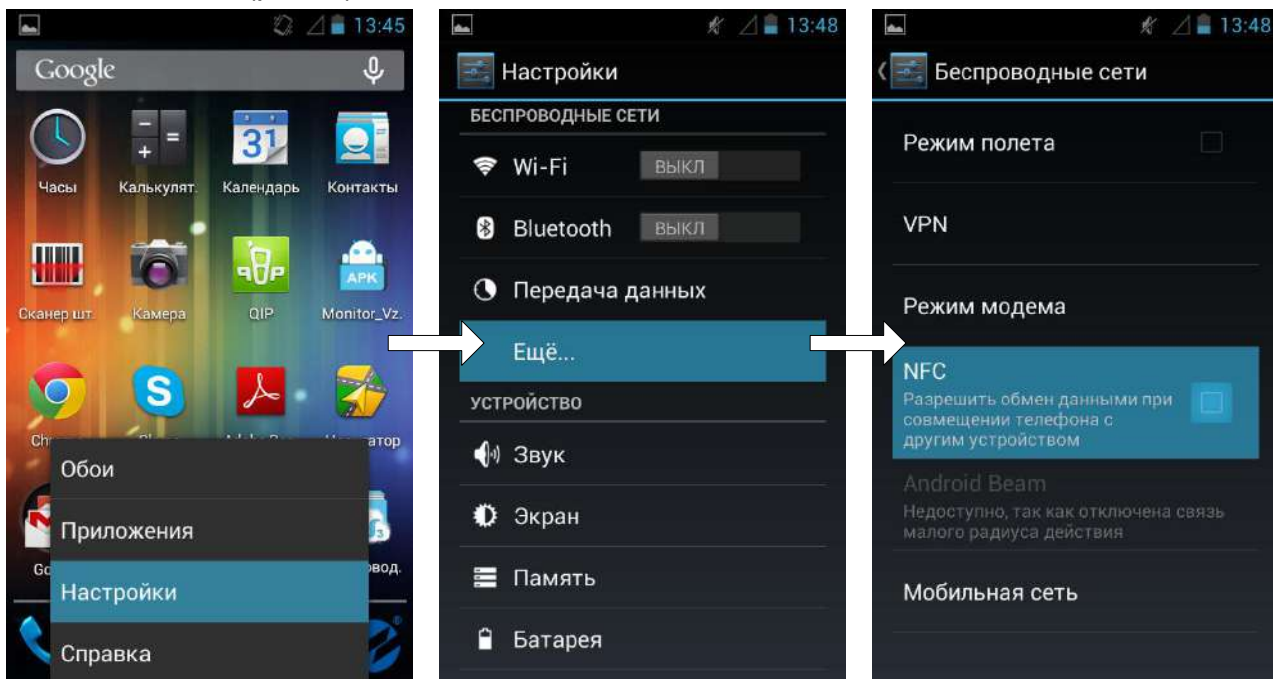 13:45
Google
31
Часы
Калькулят.
Календарь
Контакты
APK
Сканер шт.
Камера
QIP
Monitor_Vz.
Обои
Приложения
Настройки
Справка
13:48
Настройки
БЕСПРОВОДНЫЕ СЕТИ
Wi-Fi ВЫКЛ
Bluetooth ВЫКЛ
Передача данных
Ещё...
УСТРОЙСТВО
Звук
Экран
Память
Батарея
13:48
Беспроводные сети
Режим полета
VPN
Режим модема
NFC
Разрешить обмен данными при
совмещении телефона с
другим устройством
Android Beam
Недоступно, так как отключена связь
малого радиуса действия
Мобильная сеть